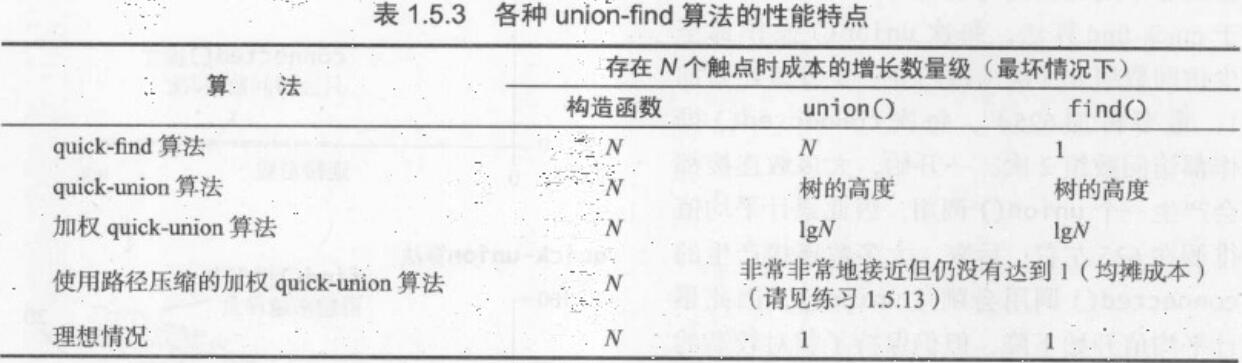 表 1.5.3 各种 union-find 算法的性能特点
算 法 存在 N 个触点时成本的增长数量级（最坏情况下）
构造函数 union() find()
quick-find 算法 N N 1
quick-union 算法 N 树的高度 树的高度
加权 quick-union 算法 N lgN lgN
使用路径压缩的加权 quick-union 算法 N 非常非常地接近但仍没有达到 1（均摊成本）
（请见练习 1.5.13）
理想情况 N 1 1